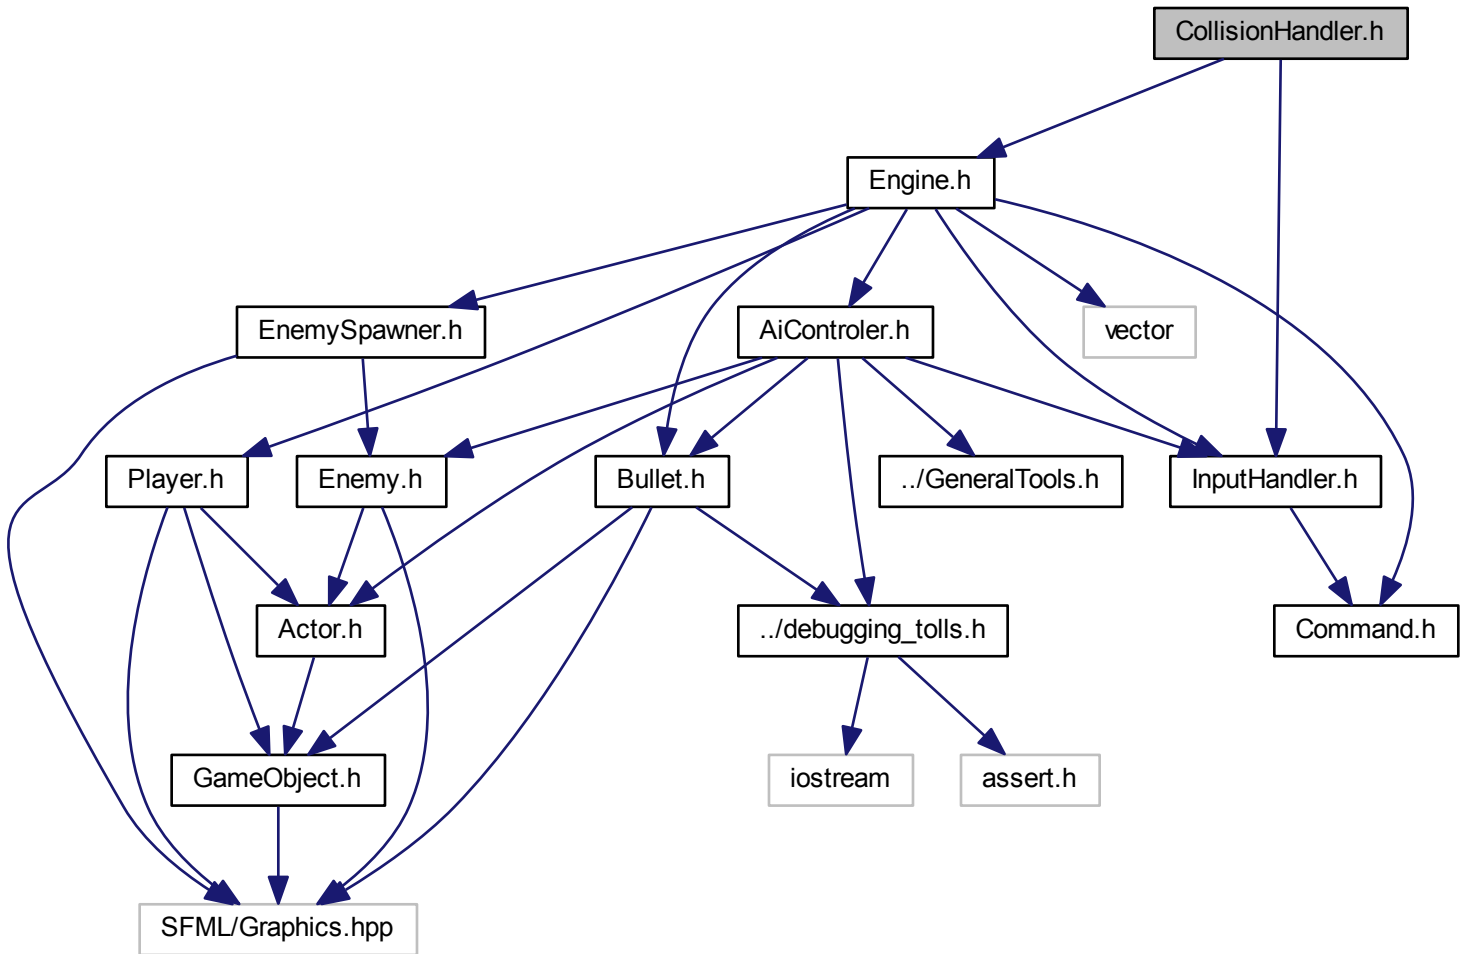 CollisionHandler.h
Engine.h
EnemySpawner.h
AiControler.h
vector
Player.h
Enemy.h
Bullet.h
../GeneralTools.h
InputHandler.h
Actor.h
../debugging_tolls.h
Command.h
GameObject.h
iostream
assert.h
SFML/Graphics.hpp